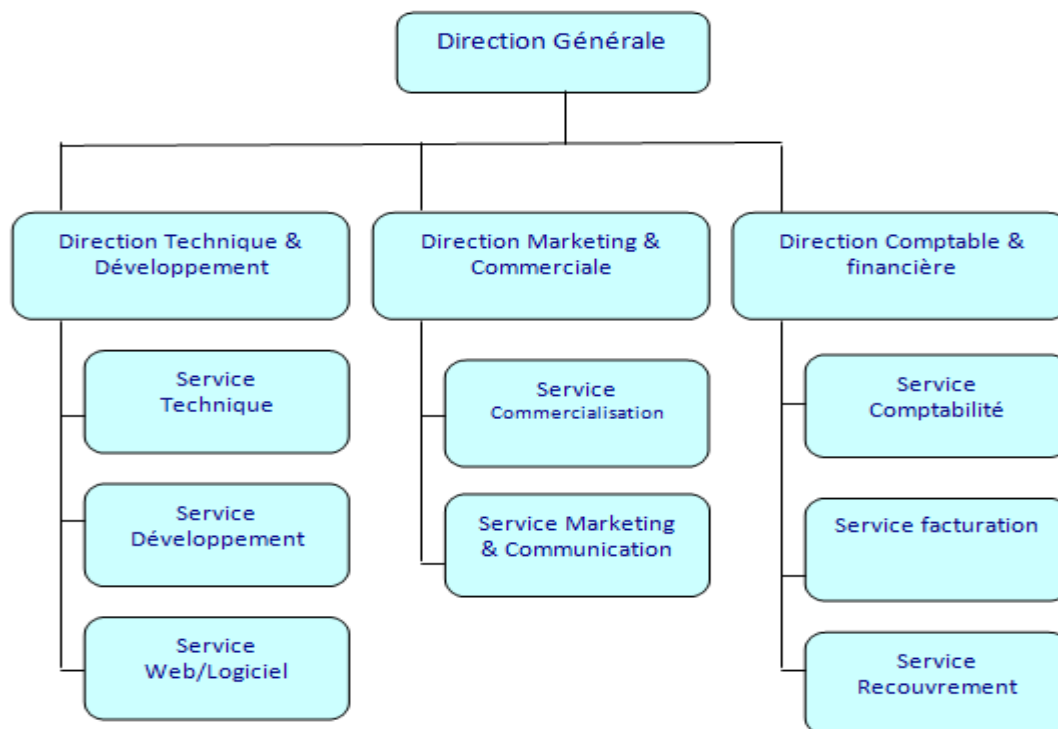 Direction Générale
Direction Technique &
Développement
Direction Marketing &
Commerciale
Direction Comptable &
financière
Service
Technique
Service
Commercialisation
Service
Comptabilité
Service
Développement
Service Marketing
& Communication
Service facturation
Service
Web/Logiciel
Service
Recouvrement